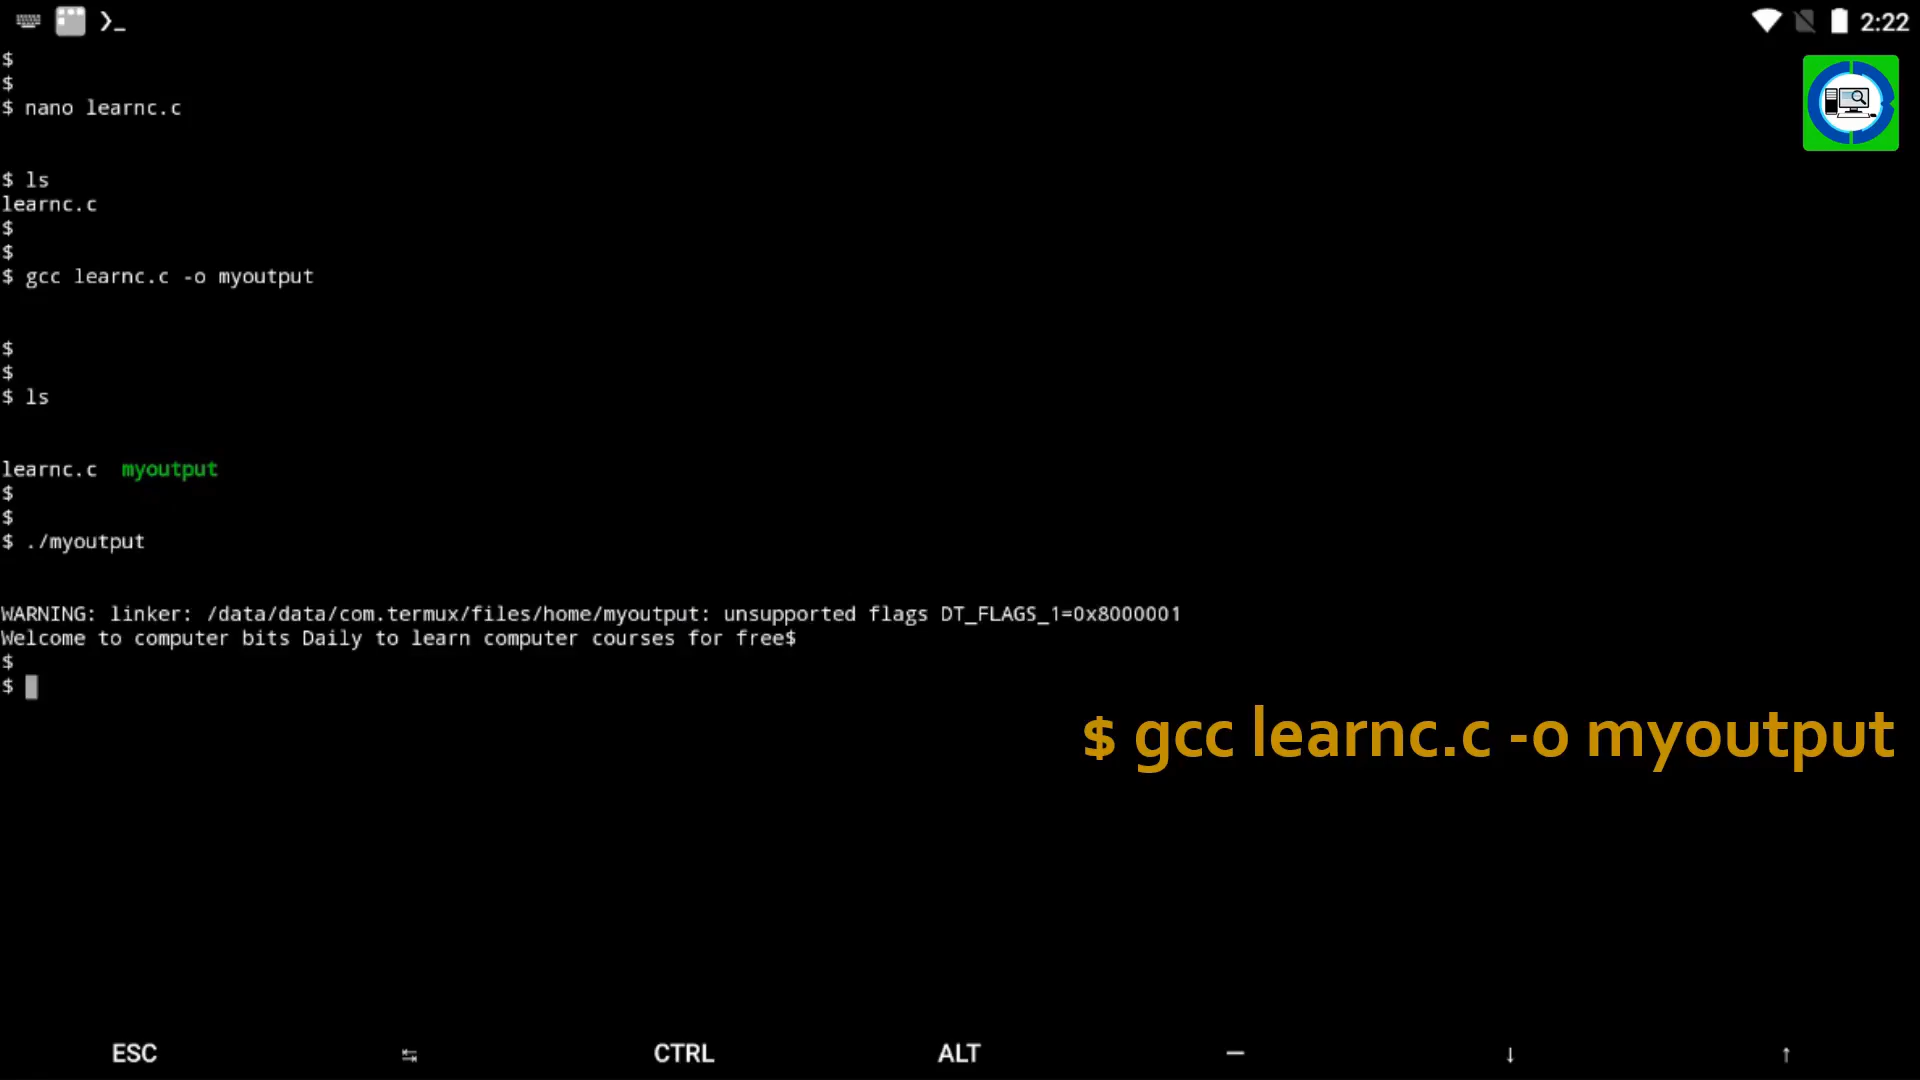 2:22
$
$
$ nano learnc.c
$ ls
learnc.c
$
$
$ gcc learnc.c -o myoutput
$
$
$ ls
learnc.c  myoutput
$
$
$ ./myoutput
WARNING: linker: /data/data/com.termux/files/home/myoutput: unsupported flags DT_FLAGS_1=0x8000001
Welcome to computer bits Daily to learn computer courses for free$
$
$
$ gcc learnc.c -o myoutput
ESC ↹ CTRL ALT — ↓ ↑